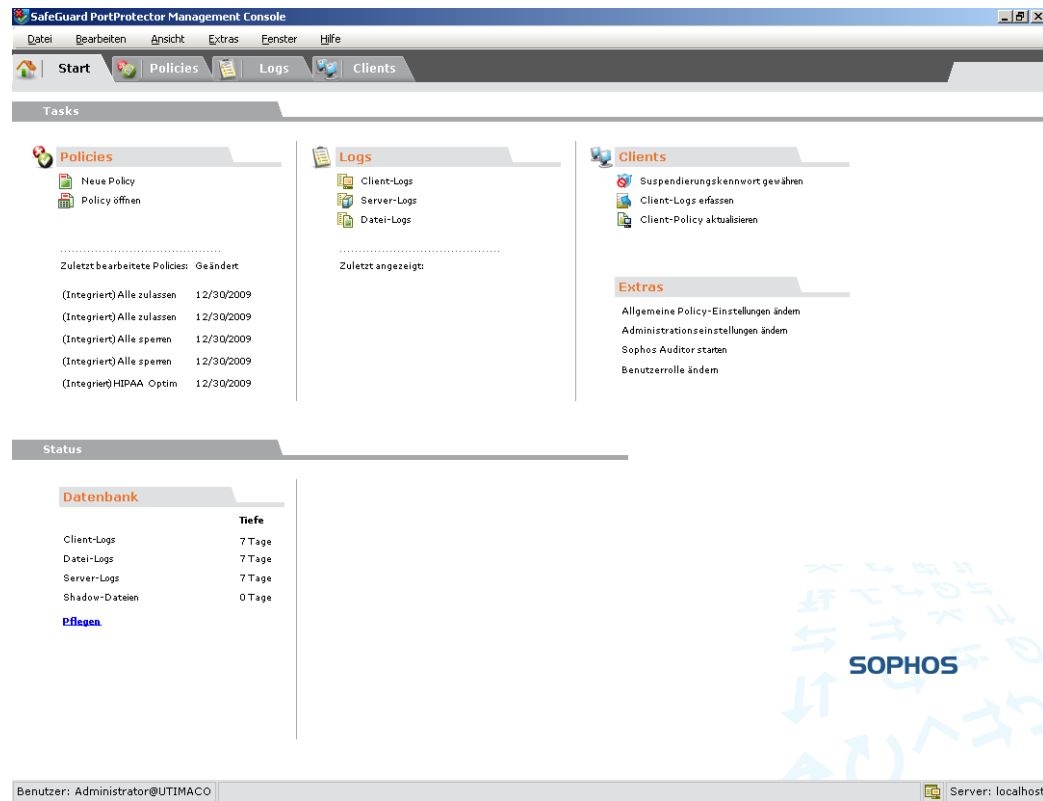 SafeGuard PortProtector Management Console
Datei Bearbeiten Ansicht Extras Fenster Hilfe
Start Policies Logs Clients
Tasks
Policies
Neue Policy
Policy öffnen
Zuletzt bearbeitete Policies: Geändert
(Integriert) Alle zulassen 12/30/2009
(Integriert) Alle zulassen 12/30/2009
(Integriert) Alle sperren 12/30/2009
(Integriert) Alle sperren 12/30/2009
(Integriert) HIPAA Optim 12/30/2009
Logs
Client-Logs
Server-Logs
Datei-Logs
Zuletzt angezeigt:
Clients
Suspendierungskennwort gewähren
Client-Logs erfassen
Client-Policy aktualisieren
Extras
Allgemeine Policy-Einstellungen ändern
Administrationseinstellungen ändern
Sophos Auditor starten
Benutzerrolle ändern
Status
Datenbank
Tiefe
Client-Logs 7 Tage
Datei-Logs 7 Tage
Server-Logs 7 Tage
Shadow-Dateien 0 Tage
Pflegen
SOPHOS
Benutzer: Administrator@UTIMACO
Server: localhost